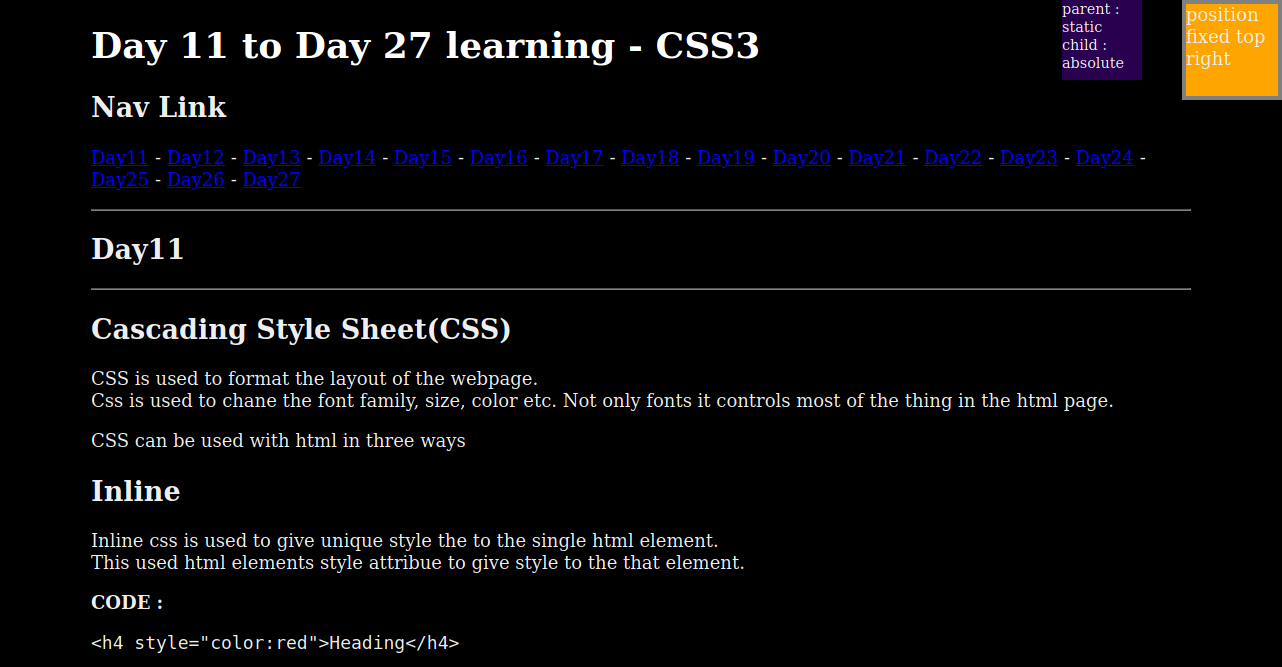 Day 11 to Day 27 learning - CSS3
parent :
static
child :
absolute
position
fixed top
right
Nav Link
Day11 - Day12 - Day13 - Day14 - Day15 - Day16 - Day17 - Day18 - Day19 - Day20 - Day21 - Day22 - Day23 - Day24 -
Day25 - Day26 - Day27
Day11
Cascading Style Sheet(CSS)
CSS is used to format the layout of the webpage.
Css is used to chane the font family, size, color etc. Not only fonts it controls most of the thing in the html page.
CSS can be used with html in three ways
Inline
Inline css is used to give unique style the to the single html element.
This used html elements style attribue to give style to the that element.
CODE :
<h4 style="color:red">Heading</h4>